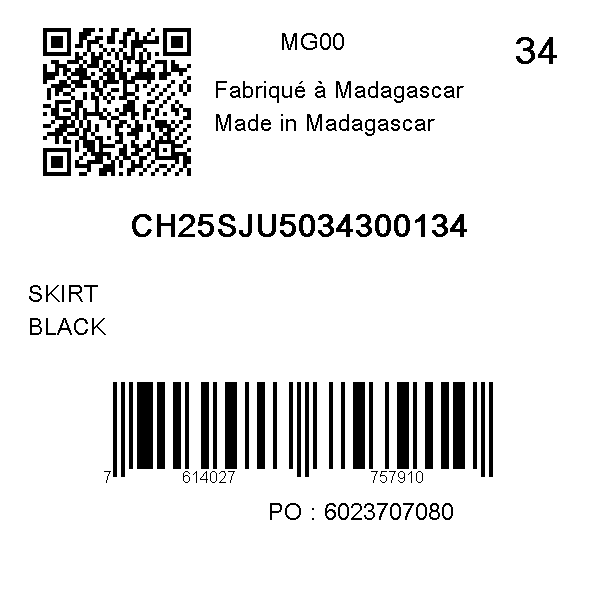 MG00
34
Fabriqué à Madagascar
Made in Madagascar
CH25SJU5034300134
SKIRT
BLACK
7 614027 757910
PO : 6023707080